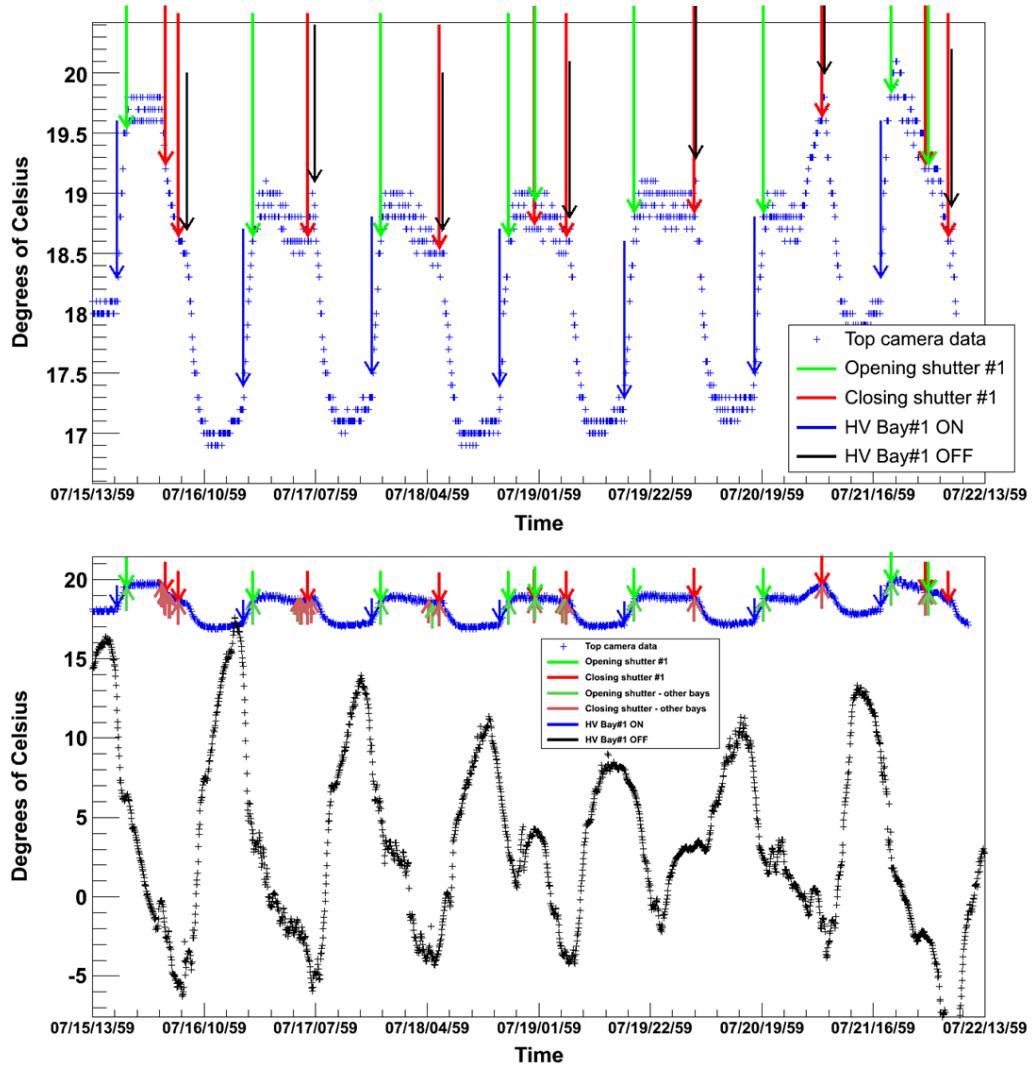 20
19.5
19
18.5
18
17.5
17
Degrees of Celsius
Top camera data
Opening shutter #1
Closing shutter #1
HV Bay#1 ON
HV Bay#1 OFF
07/15/13/59 07/16/10/59 07/17/07/59 07/18/04/59 07/19/01/59 07/19/22/59 07/20/19/59 07/21/16/59 07/22/13/59
Time
20
15
10
5
0
-5
Degrees of Celsius
Top camera data
Opening shutter #1
Closing shutter #1
Opening shutter - other bays
Closing shutter - other bays
HV Bay#1 ON
HV Bay#1 OFF
07/15/13/59 07/16/10/59 07/17/07/59 07/18/04/59 07/19/01/59 07/19/22/59 07/20/19/59 07/21/16/59 07/22/13/59
Time